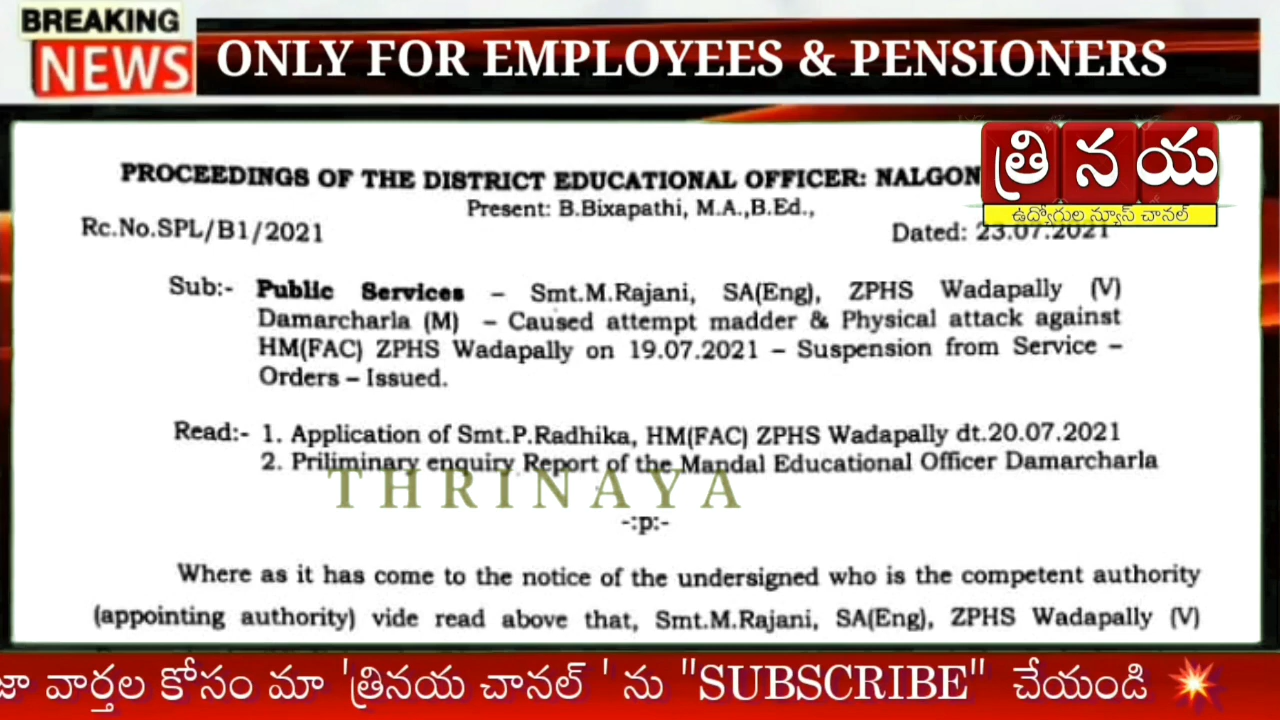 BREAKING
NEWS
ONLY FOR EMPLOYEES & PENSIONERS
త్రినయ
ఉద్యోగుల న్యూస్ చానల్
PROCEEDINGS OF THE DISTRICT EDUCATIONAL OFFICER: NALGON
Present: B.Bixapathi, M.A.,B.Ed.,
Rc.No.SPL/B1/2021 Dated: 23.07.2021
Sub:- Public Services – Smt.M.Rajani, SA(Eng), ZPHS Wadapally (V)
Damarcharla (M) – Caused attempt madder & Physical attack against
HM(FAC) ZPHS Wadapally on 19.07.2021 – Suspension from Service –
Orders – Issued.
Read:- 1. Application of Smt.P.Radhika, HM(FAC) ZPHS Wadapally dt.20.07.2021
2. Priliminary enquiry Report of the Mandal Educational Officer Damarcharla
THRINAYA
-:p:-
Where as it has come to the notice of the undersigned who is the competent authority
(appointing authority) vide read above that, Smt.M.Rajani, SA(Eng), ZPHS Wadapally (V)
జా వార్తల కోసం మా 'త్రినయ చానల్ ' ను "SUBSCRIBE" చేయండి